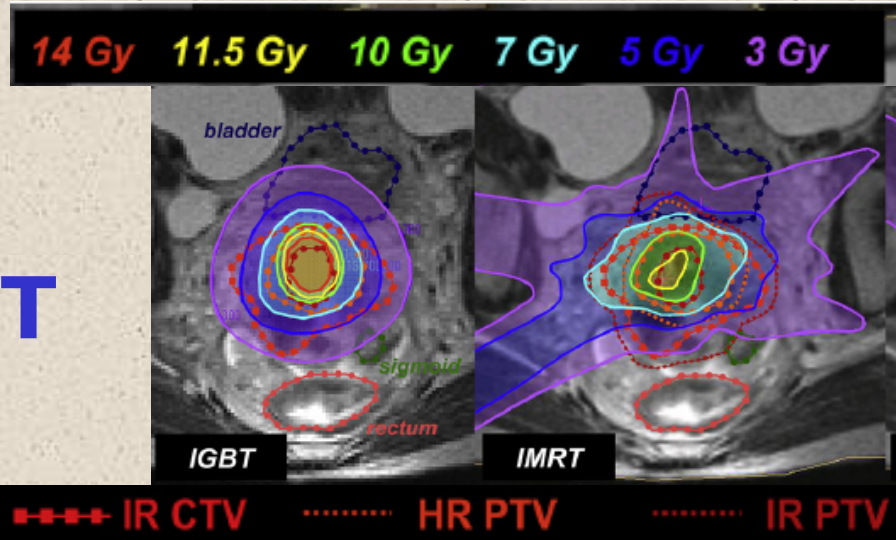 14 Gy 11.5 Gy 10 Gy 7 Gy 5 Gy 3 Gy
bladder
T
sigmoid
rectum
IGBT IMRT
IR CTV HR PTV IR PTV